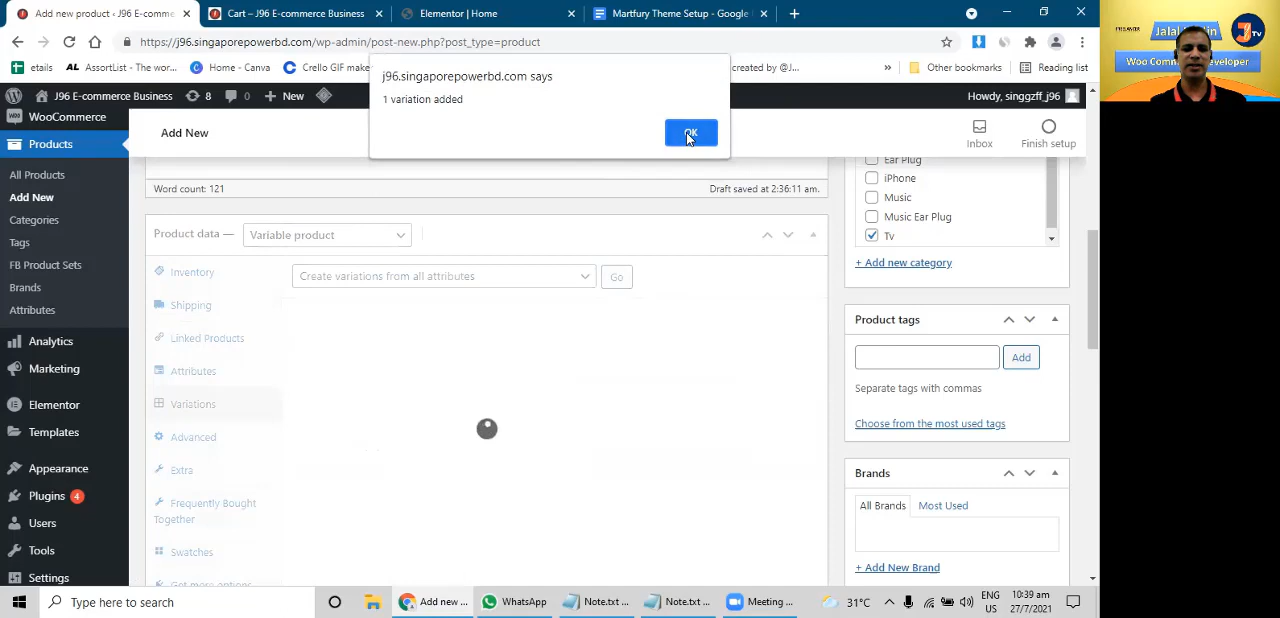 Add new product ‹ J96 E-comme
Cart – J96 E-commerce Business
Elementor | Home
Martfury Theme Setup - Google
https://j96.singaporepowerbd.com/wp-admin/post-new.php?post_type=product
etails
AL AssortList - The wor...
Home - Canva
Crello GIF make
created by @J...
»
Other bookmarks
Reading list
j96.singaporepowerbd.com says
1 variation added
OK
J96 E-commerce Business
8
0
New
Howdy, singgzff_j96
WooCommerce
Products
All Products
Add New
Categories
Tags
FB Product Sets
Brands
Attributes
Analytics
Marketing
Elementor
Templates
Appearance
Plugins 4
Users
Tools
Settings
Add New
Inbox
Finish setup
Word count: 121
Draft saved at 2:36:11 am.
Product data —
Variable product
Inventory
Shipping
Linked Products
Attributes
Variations
Advanced
Extra
Frequently Bought
Together
Swatches
Get more options
Create variations from all attributes
Go
Ear Plug
iPhone
Music
Music Ear Plug
Tv
+ Add new category
Product tags
Add
Separate tags with commas
Choose from the most used tags
Brands
All Brands
Most Used
+ Add New Brand
Type here to search
Add new ...
WhatsApp
Note.txt ...
Note.txt ...
Meeting ...
31°C
ENG
US
10:39 am
27/7/2021
Tv